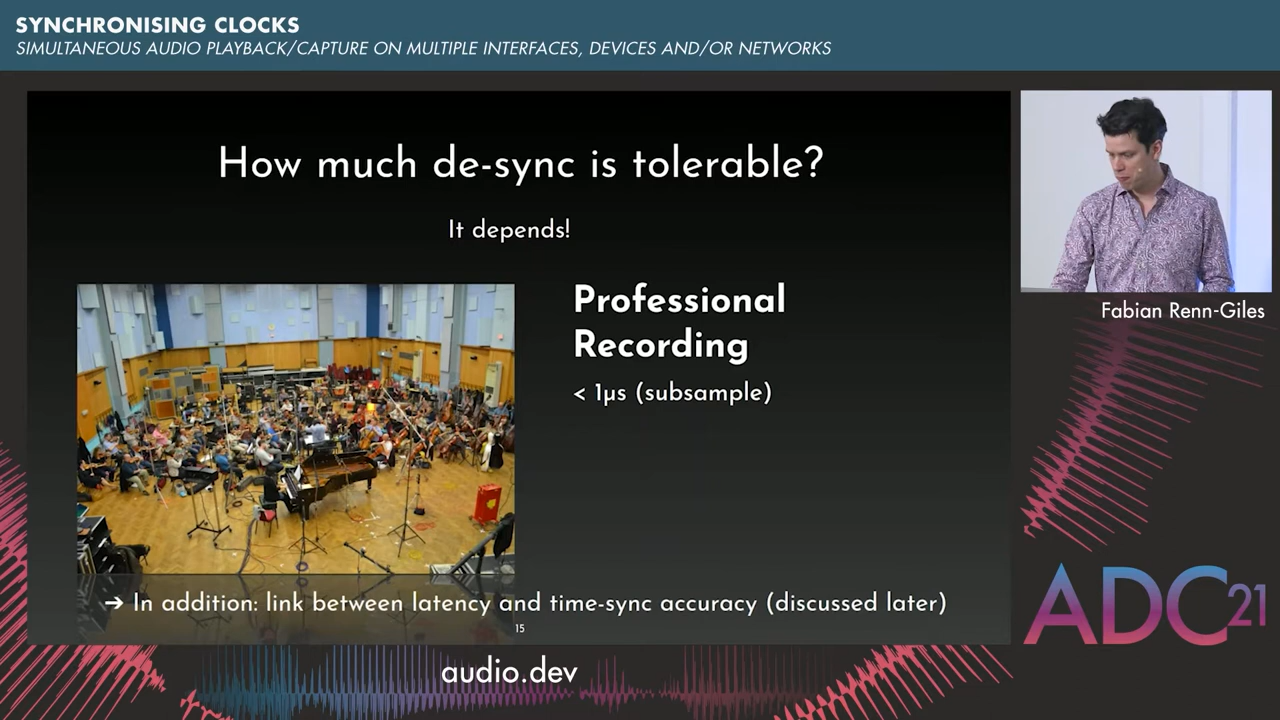 SYNCHRONISING CLOCKS
SIMULTANEOUS AUDIO PLAYBACK/CAPTURE ON MULTIPLE INTERFACES, DEVICES AND/OR NETWORKS
How much de-sync is tolerable?
It depends!
Professional
Recording
< 1µs (subsample)
➔ In addition: link between latency and time-sync accuracy (discussed later)
15
Fabian Renn-Giles
ADC21
audio.dev